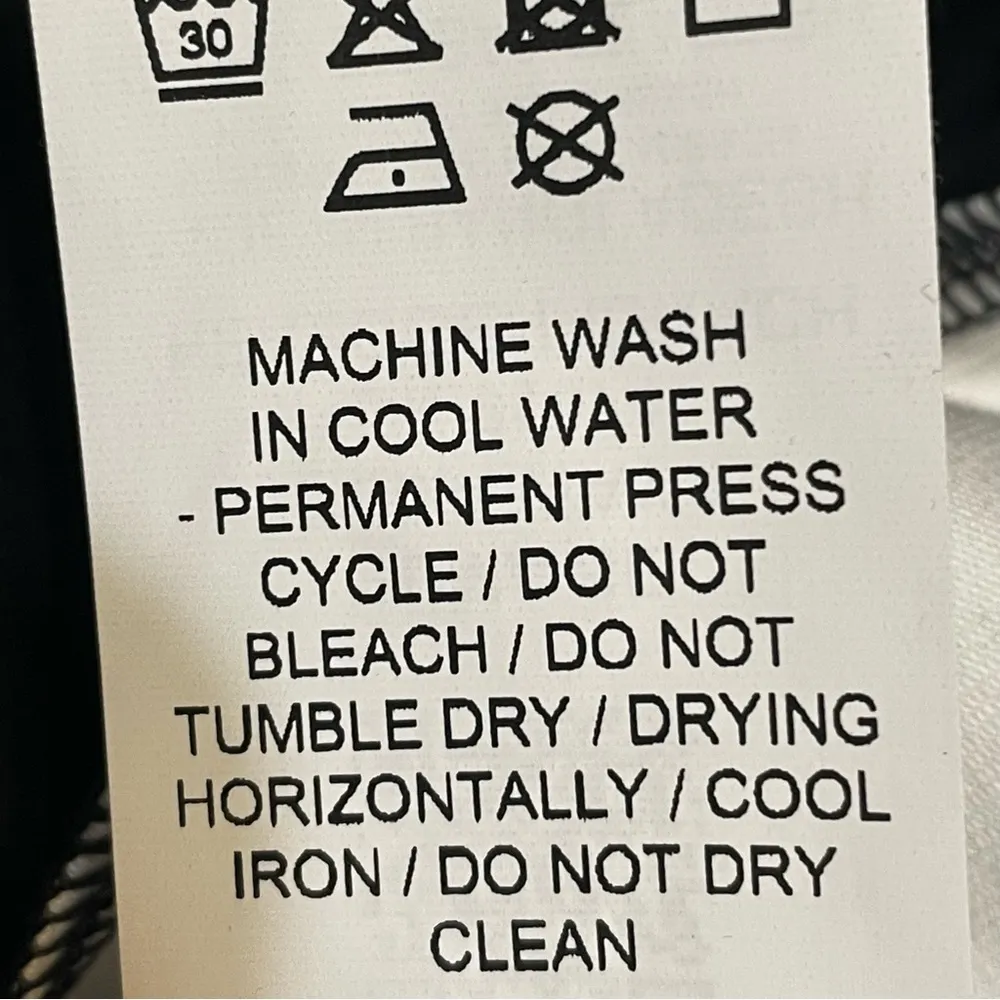 30
MACHINE WASH
IN COOL WATER
- PERMANENT PRESS
CYCLE / DO NOT
BLEACH / DO NOT
TUMBLE DRY / DRYING
HORIZONTALLY / COOL
IRON / DO NOT DRY
CLEAN